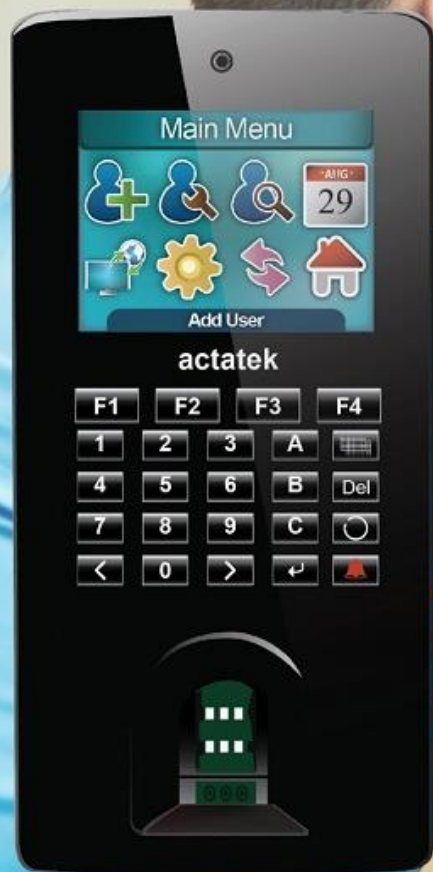 Main Menu
AUG
29
Add User
actatek
F1 F2 F3 F4
1 2 3 A
4 5 6 B Del
7 8 9 C
< 0 >